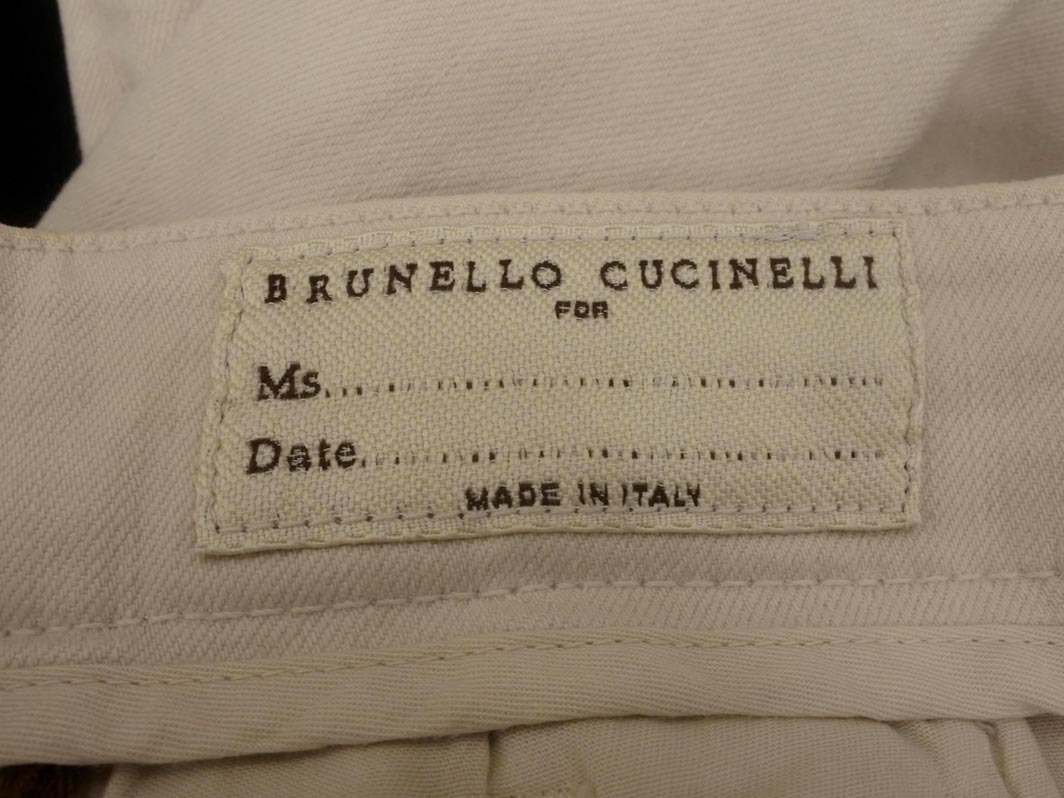 BRUNELLO CUCINELLI
FOR
Ms...............................................
Date.............................................
MADE IN ITALY